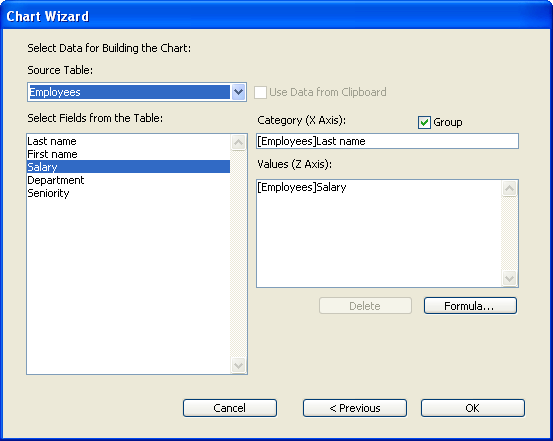 Chart Wizard
Select Data for Building the Chart:
Source Table:
Employees
Use Data from Clipboard
Select Fields from the Table:
Category (X Axis):
Group
Last name
First name
Salary
Department
Seniority
[Employees]Last name
Values (Z Axis):
[Employees]Salary
Delete
Formula...
Cancel
< Previous
OK